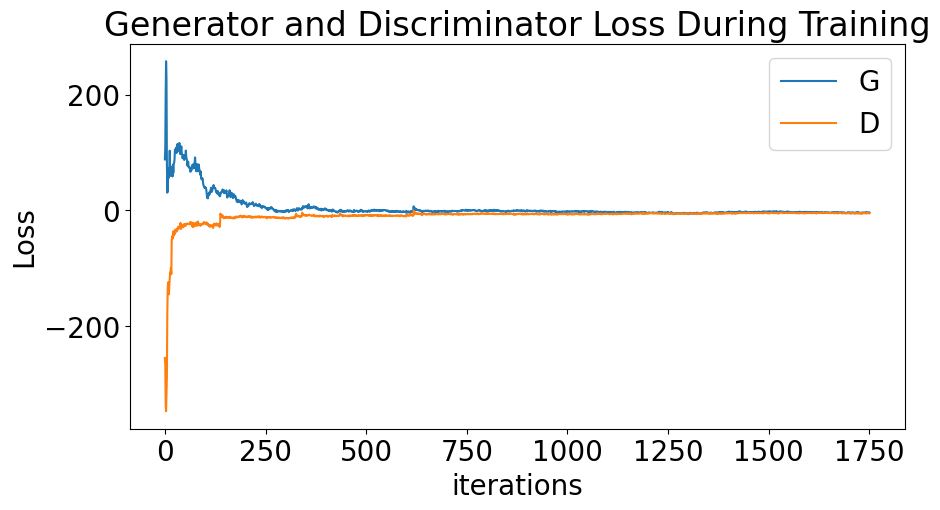 Generator and Discriminator Loss During Training
G
D
200
0
−200
Loss
0 250 500 750 1000 1250 1500 1750
iterations